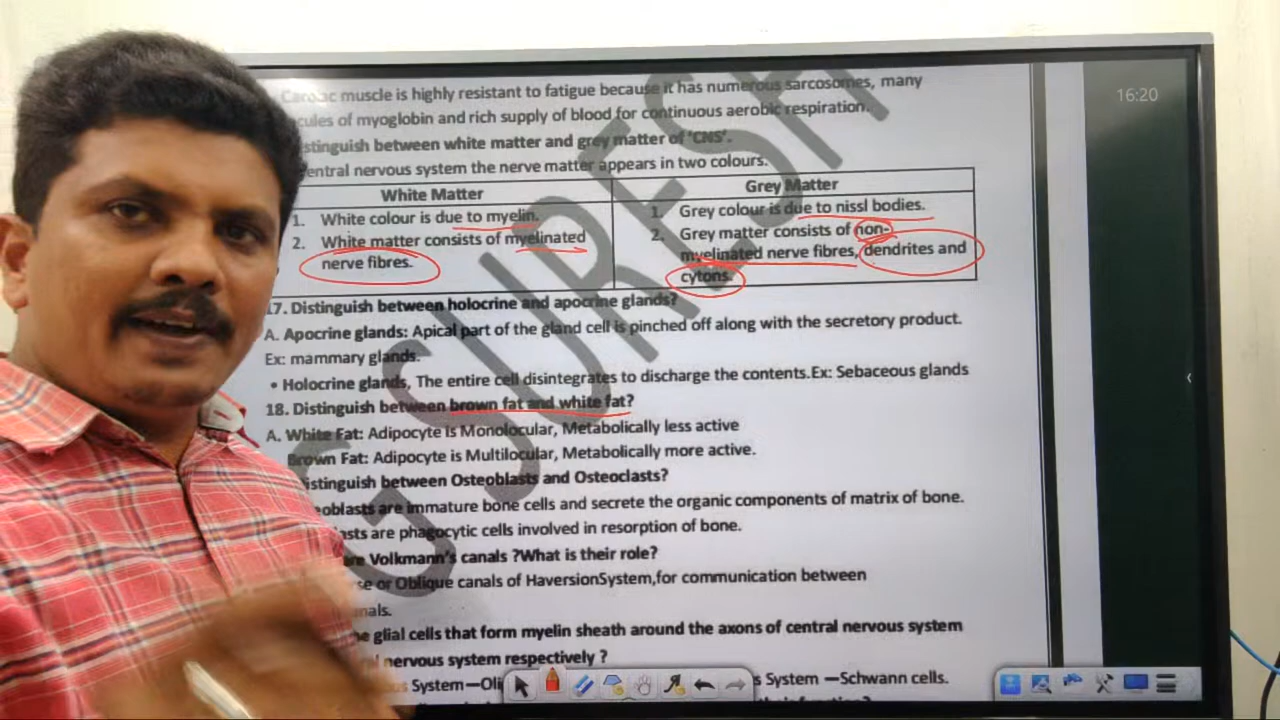 Cardiac muscle is highly resistant to fatigue because it has numerous sarcosomes, many
cules of myoglobin and rich supply of blood for continuous aerobic respiration.
stinguish between white matter and grey matter of 'CNS'.
entral nervous system the nerve matter appears in two colours.
White Matter
1. White colour is due to myelin.
2. White matter consists of myelinated
nerve fibres.
Grey Matter
1. Grey colour is due to nissl bodies.
2. Grey matter consists of non-
myelinated nerve fibres, dendrites and
cytons.
17. Distinguish between holocrine and apocrine glands?
A. Apocrine glands: Apical part of the gland cell is pinched off along with the secretory product.
Ex: mammary glands.
• Holocrine glands, The entire cell disintegrates to discharge the contents.Ex: Sebaceous glands
18. Distinguish between brown fat and white fat?
A. White Fat: Adipocyte Is Monolocular, Metabolically less active
Brown Fat: Adipocyte is Multilocular, Metabolically more active.
istinguish between Osteoblasts and Osteoclasts?
oblasts are immature bone cells and secrete the organic components of matrix of bone.
asts are phagocytic cells involved in resorption of bone.
re Volkmann's canals ?What is their role?
se or Oblique canals of HaversionSystem,for communication between
nals.
he glial cells that form myelin sheath around the axons of central nervous system
al nervous system respectively ?
ous System—Oli s System —Schwann cells.
G SURESH
16:20